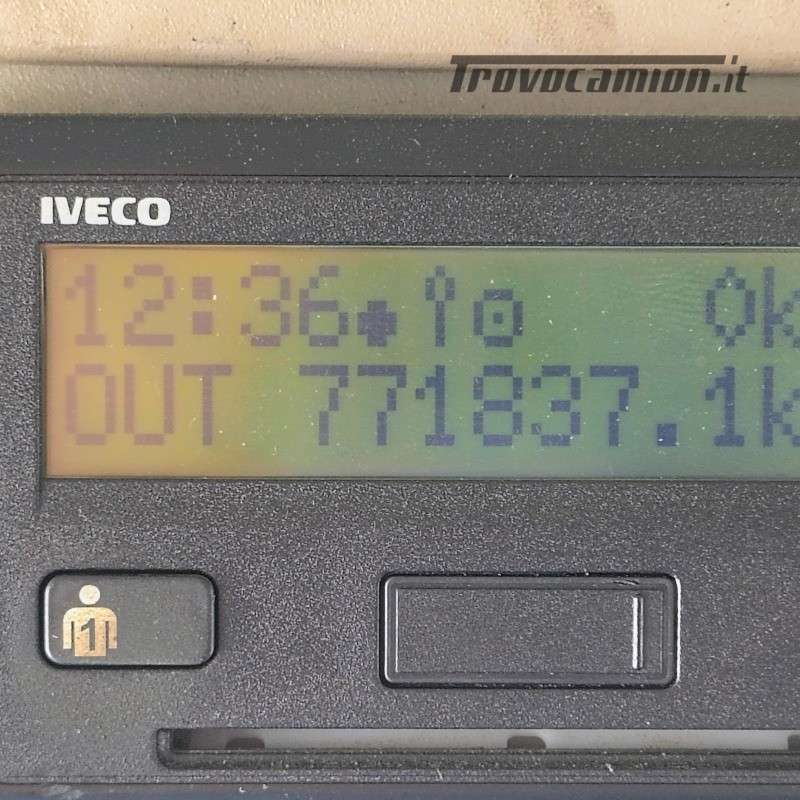 Trovocamion.it
IVECO
12:36 0k
OUT 771837.1k
1